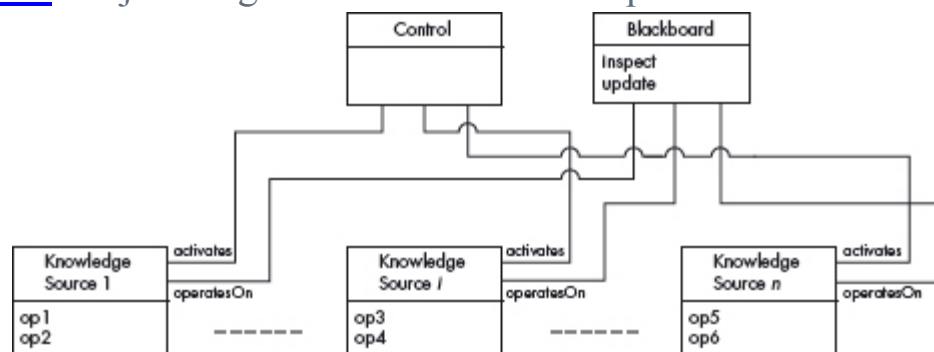 Control
Blackboard
inspect
update
activates
Knowledge
Source 1
operatesOn
op1
op2
activates
Knowledge
Source i
operatesOn
op3
op4
activates
Knowledge
Source n
operatesOn
op5
op6